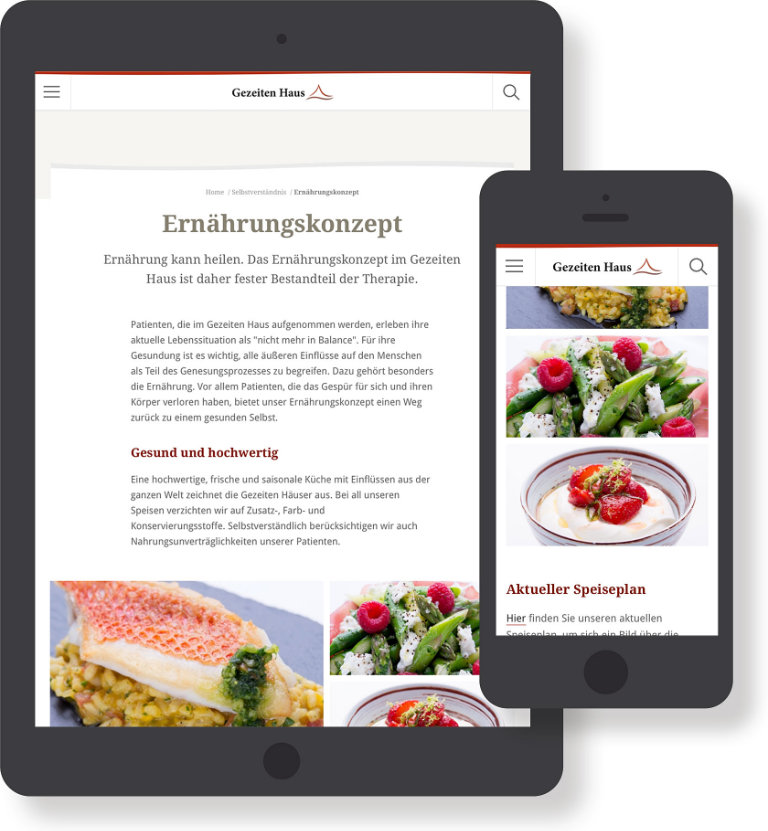 Gezeiten Haus
Home / Selbstverständnis / Ernährungskonzept
Ernährungskonzept
Ernährung kann heilen. Das Ernährungskonzept im Gezeiten
Haus ist daher fester Bestandteil der Therapie.
Patienten, die im Gezeiten Haus aufgenommen werden, erleben ihre
aktuelle Lebenssituation als "nicht mehr in Balance". Für ihre
Gesundung ist es wichtig, alle äußeren Einflüsse auf den Menschen
als Teil des Genesungsprozesses zu begreifen. Dazu gehört besonders
die Ernährung. Vor allem Patienten, die das Gespür für sich und ihren
Körper verloren haben, bietet unser Ernährungskonzept einen Weg
zurück zu einem gesunden Selbst.
Gesund und hochwertig
Eine hochwertige, frische und saisonale Küche mit Einflüssen aus der
ganzen Welt zeichnet die Gezeiten Häuser aus. Bei all unseren
Speisen verzichten wir auf Zusatz-, Farb- und
Konservierungsstoffe. Selbstverständlich berücksichtigen wir auch
Nahrungsunverträglichkeiten unserer Patienten.
Gezeiten Haus
Aktueller Speiseplan
Hier finden Sie unseren aktuellen
Speiseplan, um sich ein Bild über die